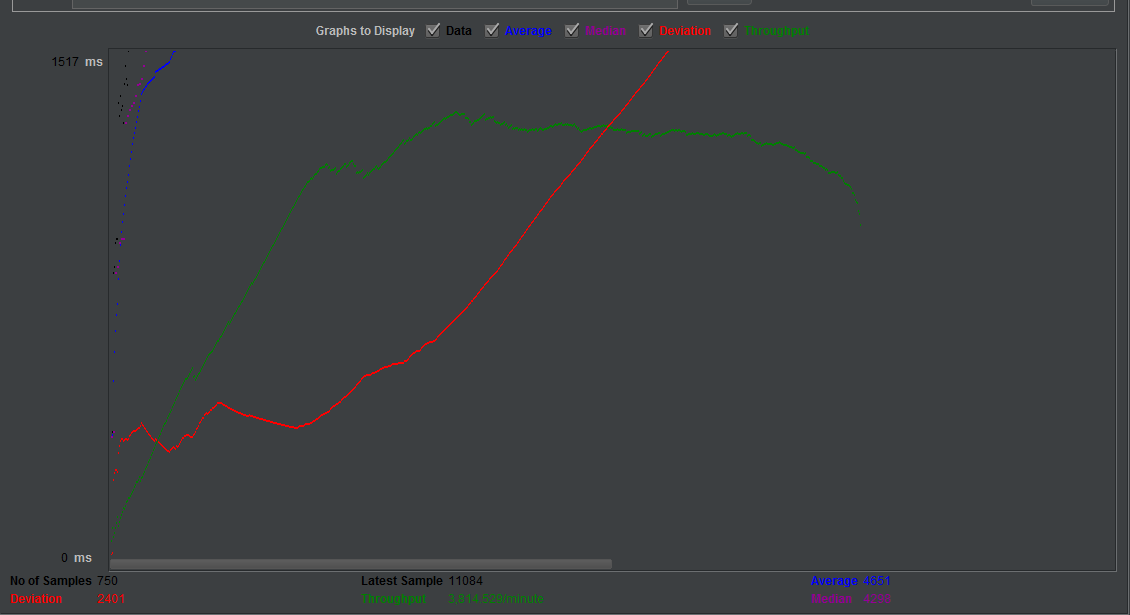 Graphs to Display Data Average Median Deviation Throughput
1517 ms
0 ms
No of Samples 750 Latest Sample 11084 Average 4651
Deviation 2401 Throughput 3,814.529/minute Median 4268